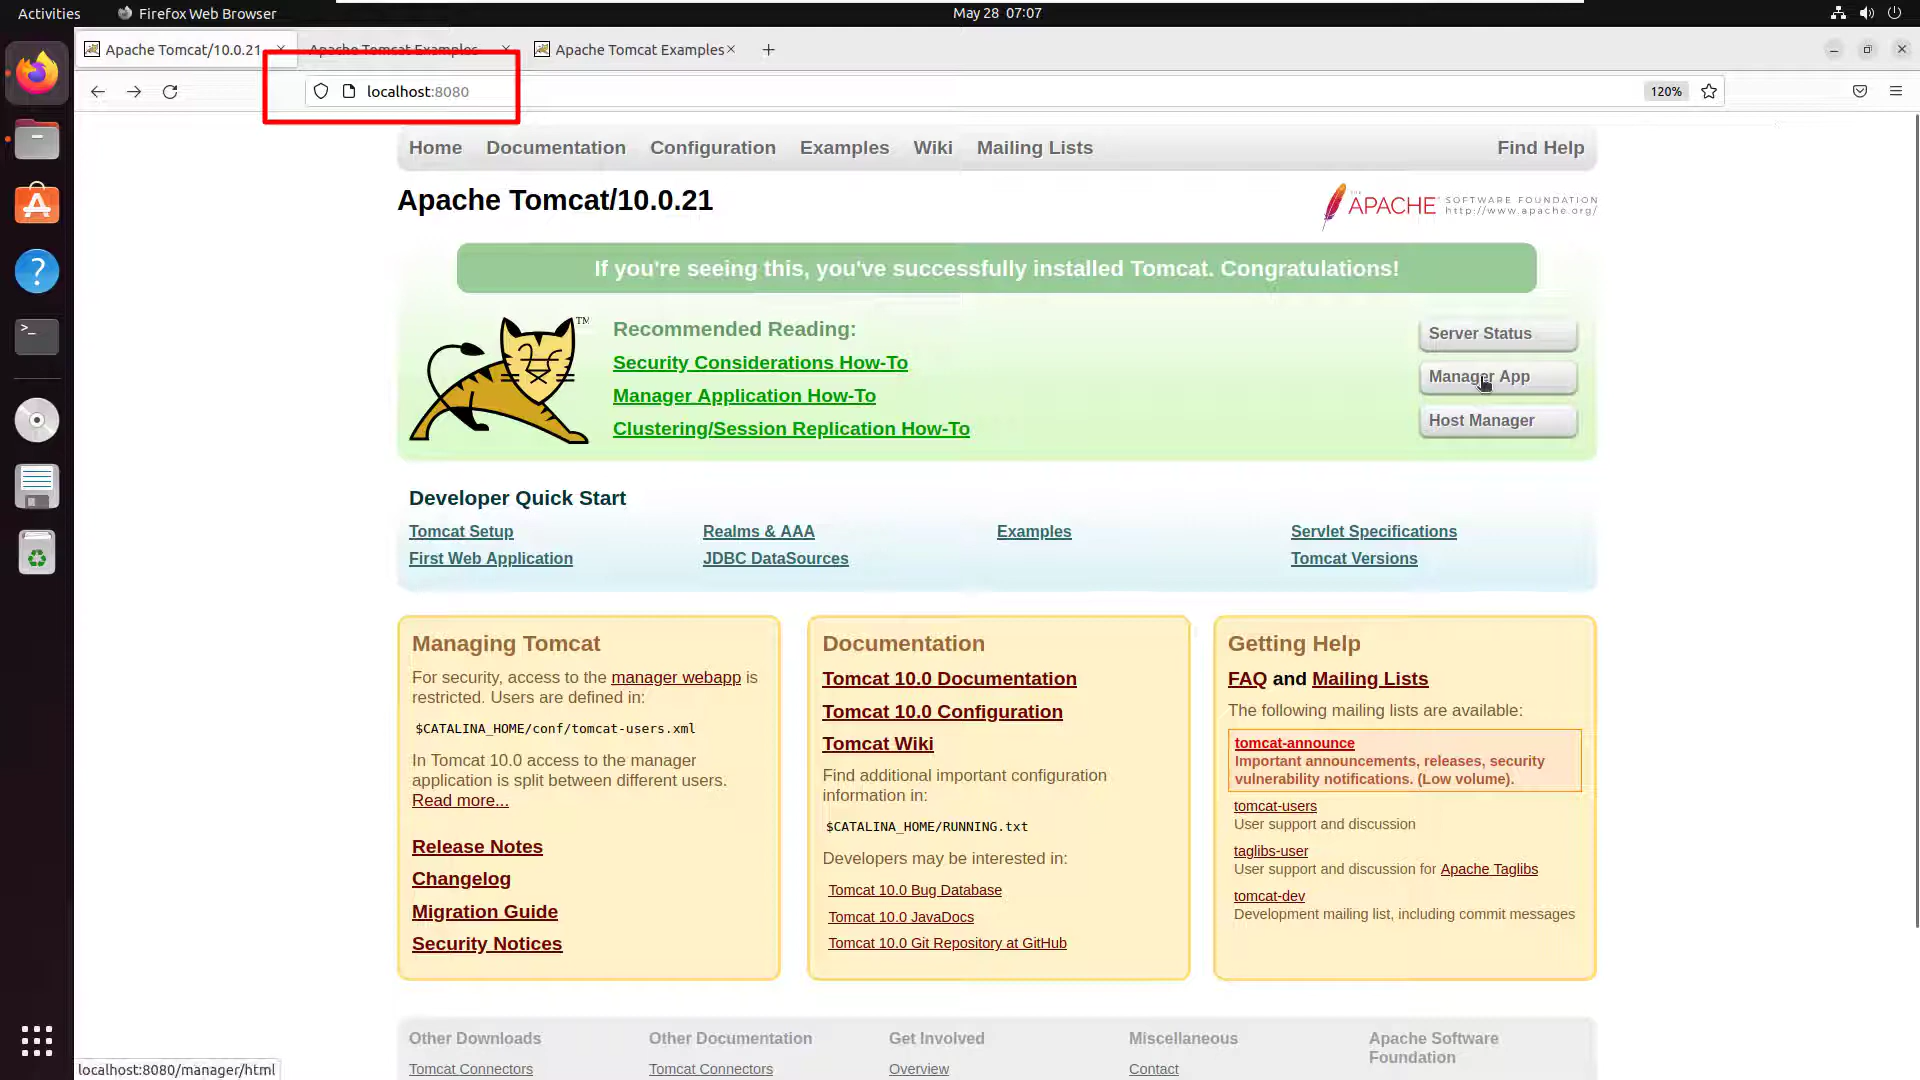 Activities
Firefox Web Browser
May 28 07:07
Apache Tomcat/10.0.21
Apache Tomcat Examples
Apache Tomcat Examples
localhost:8080
120%
Home
Documentation
Configuration
Examples
Wiki
Mailing Lists
Find Help
Apache Tomcat/10.0.21
THE
APACHE
SOFTWARE FOUNDATION
http://www.apache.org/
If you're seeing this, you've successfully installed Tomcat. Congratulations!
TM
Recommended Reading:
Security Considerations How-To
Manager Application How-To
Clustering/Session Replication How-To
Server Status
Manager App
Host Manager
Developer Quick Start
Tomcat Setup
First Web Application
Realms & AAA
JDBC DataSources
Examples
Servlet Specifications
Tomcat Versions
Managing Tomcat
For security, access to the manager webapp is
restricted. Users are defined in:
$CATALINA_HOME/conf/tomcat-users.xml
In Tomcat 10.0 access to the manager
application is split between different users.
Read more...
Release Notes
Changelog
Migration Guide
Security Notices
Documentation
Tomcat 10.0 Documentation
Tomcat 10.0 Configuration
Tomcat Wiki
Find additional important configuration
information in:
$CATALINA_HOME/RUNNING.txt
Developers may be interested in:
Tomcat 10.0 Bug Database
Tomcat 10.0 JavaDocs
Tomcat 10.0 Git Repository at GitHub
Getting Help
FAQ and Mailing Lists
The following mailing lists are available:
tomcat-announce
Important announcements, releases, security
vulnerability notifications. (Low volume).
tomcat-users
User support and discussion
taglibs-user
User support and discussion for Apache Taglibs
tomcat-dev
Development mailing list, including commit messages
Other Downloads
Tomcat Connectors
Other Documentation
Tomcat Connectors
Get Involved
Overview
Miscellaneous
Contact
Apache Software
Foundation
localhost:8080/manager/html